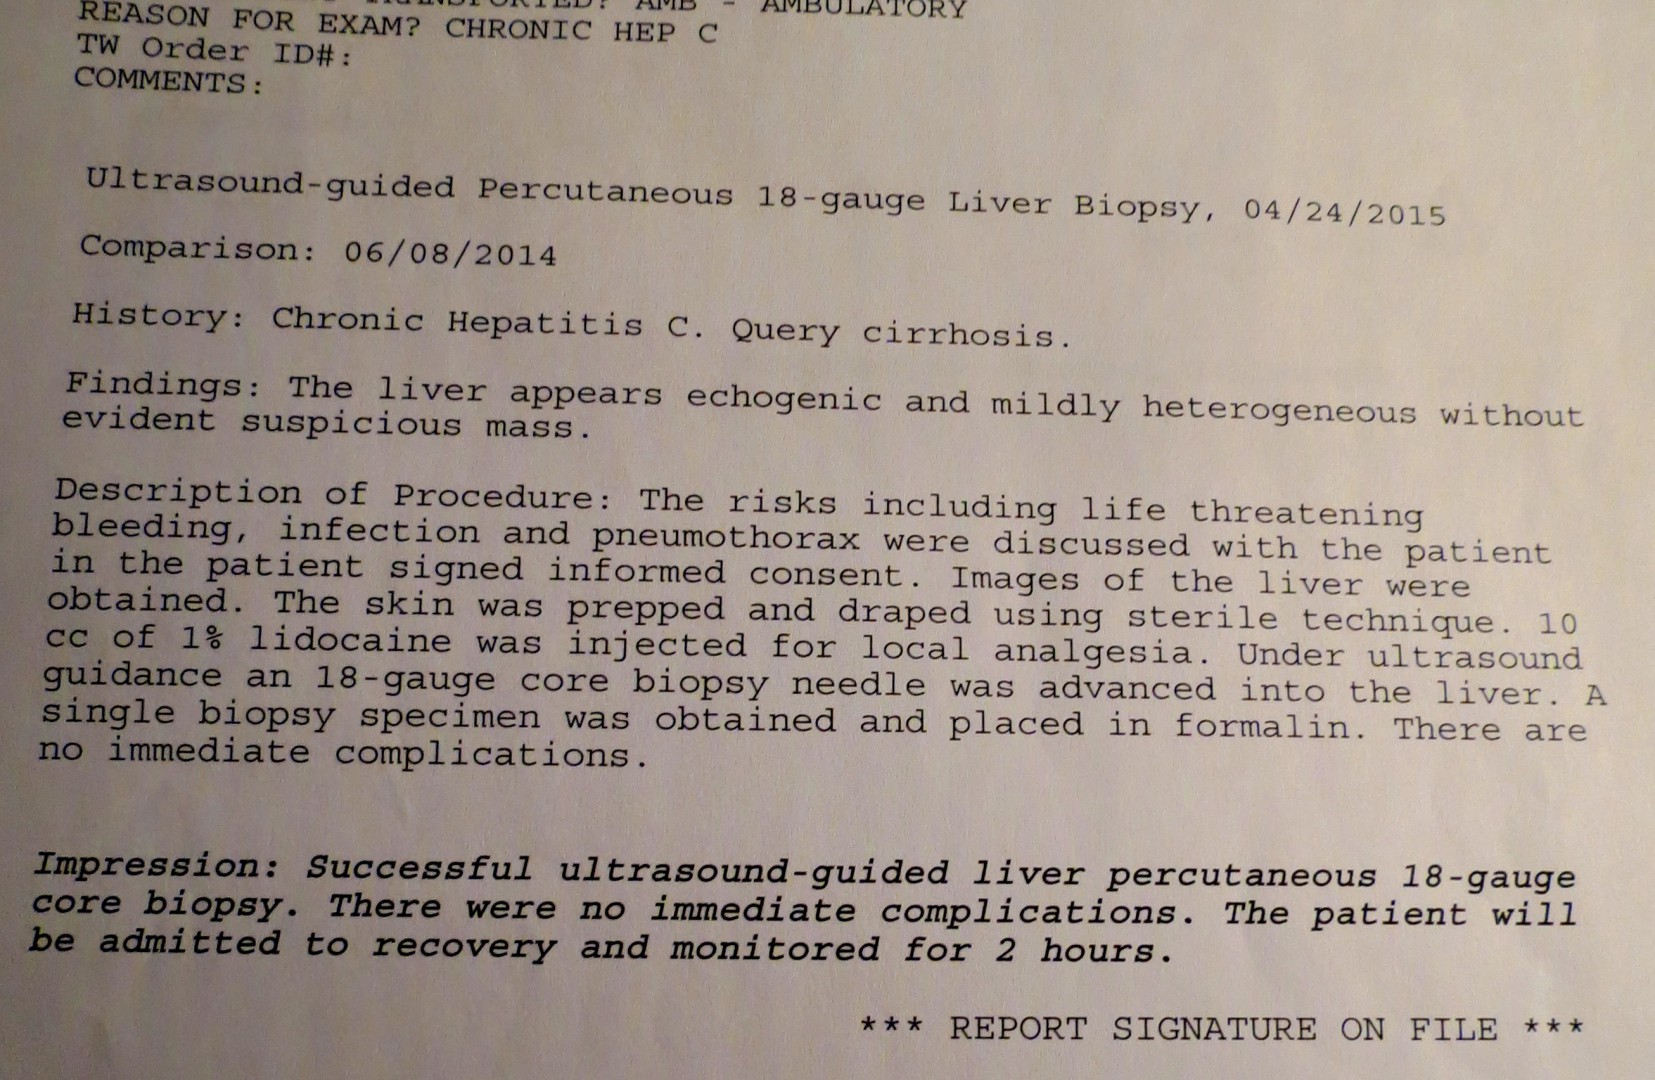 AMB - AMBULATORY
REASON FOR EXAM? CHRONIC HEP C
TW Order ID#:
COMMENTS:
Ultrasound-guided Percutaneous 18-gauge Liver Biopsy, 04/24/2015
Comparison: 06/08/2014
History: Chronic Hepatitis C. Query cirrhosis.
Findings: The liver appears echogenic and mildly heterogeneous without
evident suspicious mass.
Description of Procedure: The risks including life threatening
bleeding, infection and pneumothorax were discussed with the patient
in the patient signed informed consent. Images of the liver were
obtained. The skin was prepped and draped using sterile technique. 10
cc of 1% lidocaine was injected for local analgesia. Under ultrasound
guidance an 18-gauge core biopsy needle was advanced into the liver. A
single biopsy specimen was obtained and placed in formalin. There are
no immediate complications.
Impression: Successful ultrasound-guided liver percutaneous 18-gauge
core biopsy. There were no immediate complications. The patient will
be admitted to recovery and monitored for 2 hours.
*** REPORT SIGNATURE ON FILE ***